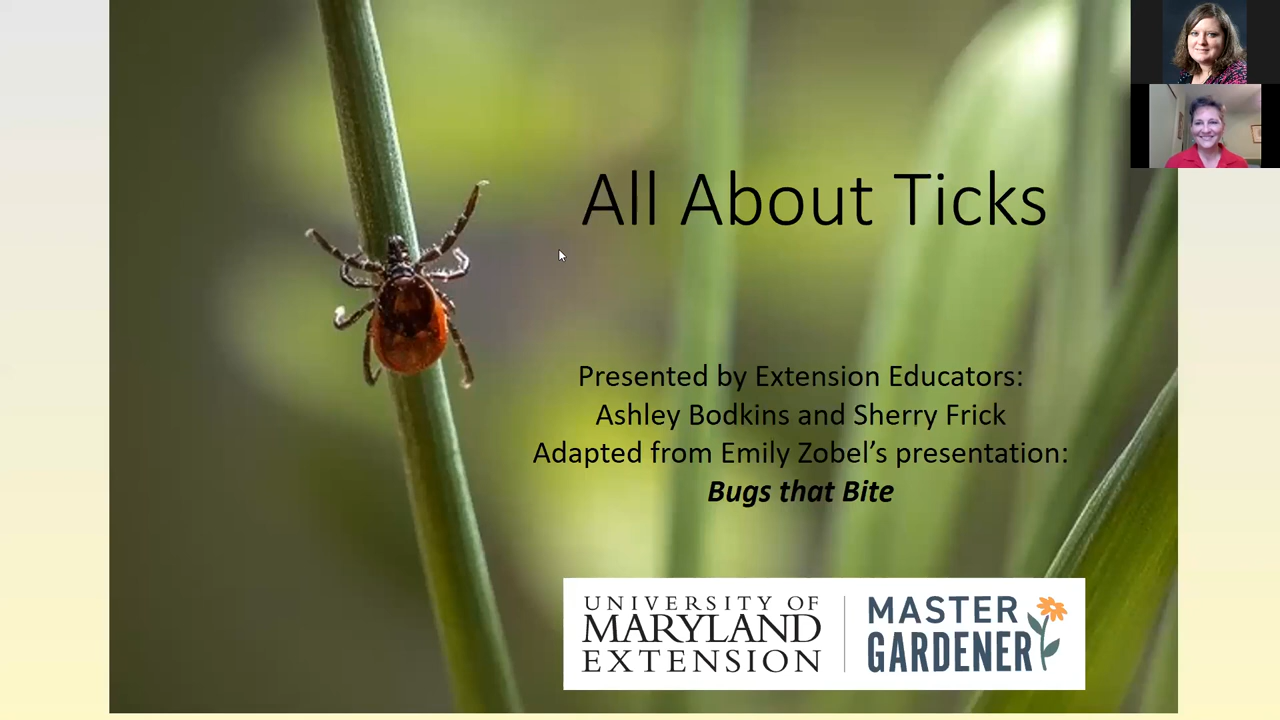 All About Ticks
Presented by Extension Educators:
Ashley Bodkins and Sherry Frick
Adapted from Emily Zobel’s presentation:
Bugs that Bite
UNIVERSITY OF
MARYLAND
EXTENSION
MASTER
GARDENER